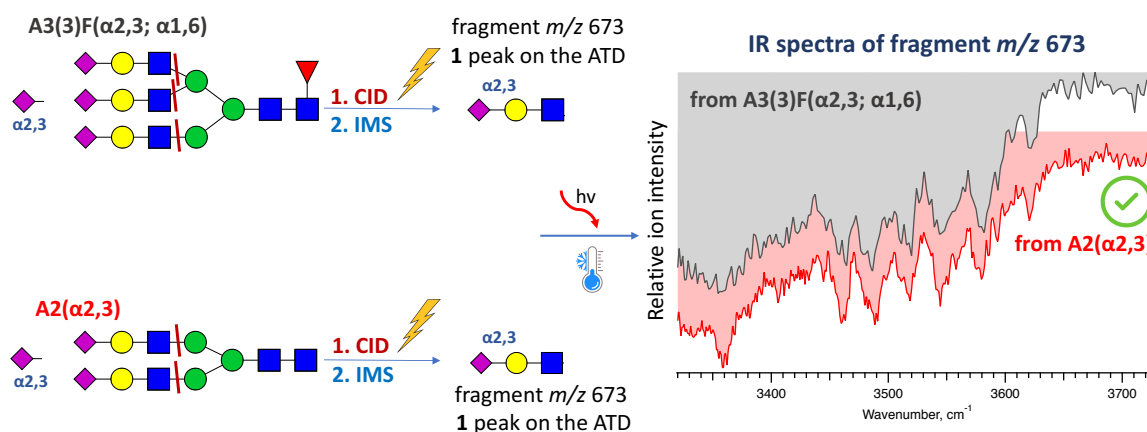 A3(3)F(α2,3; α1,6)
α2,3
1. CID
2. IMS
fragment m/z 673
1 peak on the ATD
α2,3
A2(α2,3)
α2,3
1. CID
2. IMS
α2,3
fragment m/z 673
1 peak on the ATD
hν
IR spectra of fragment m/z 673
from A3(3)F(α2,3; α1,6)
from A2(α2,3)
Relative ion intensity
3400 3500 3600 3700
Wavenumber, cm⁻¹